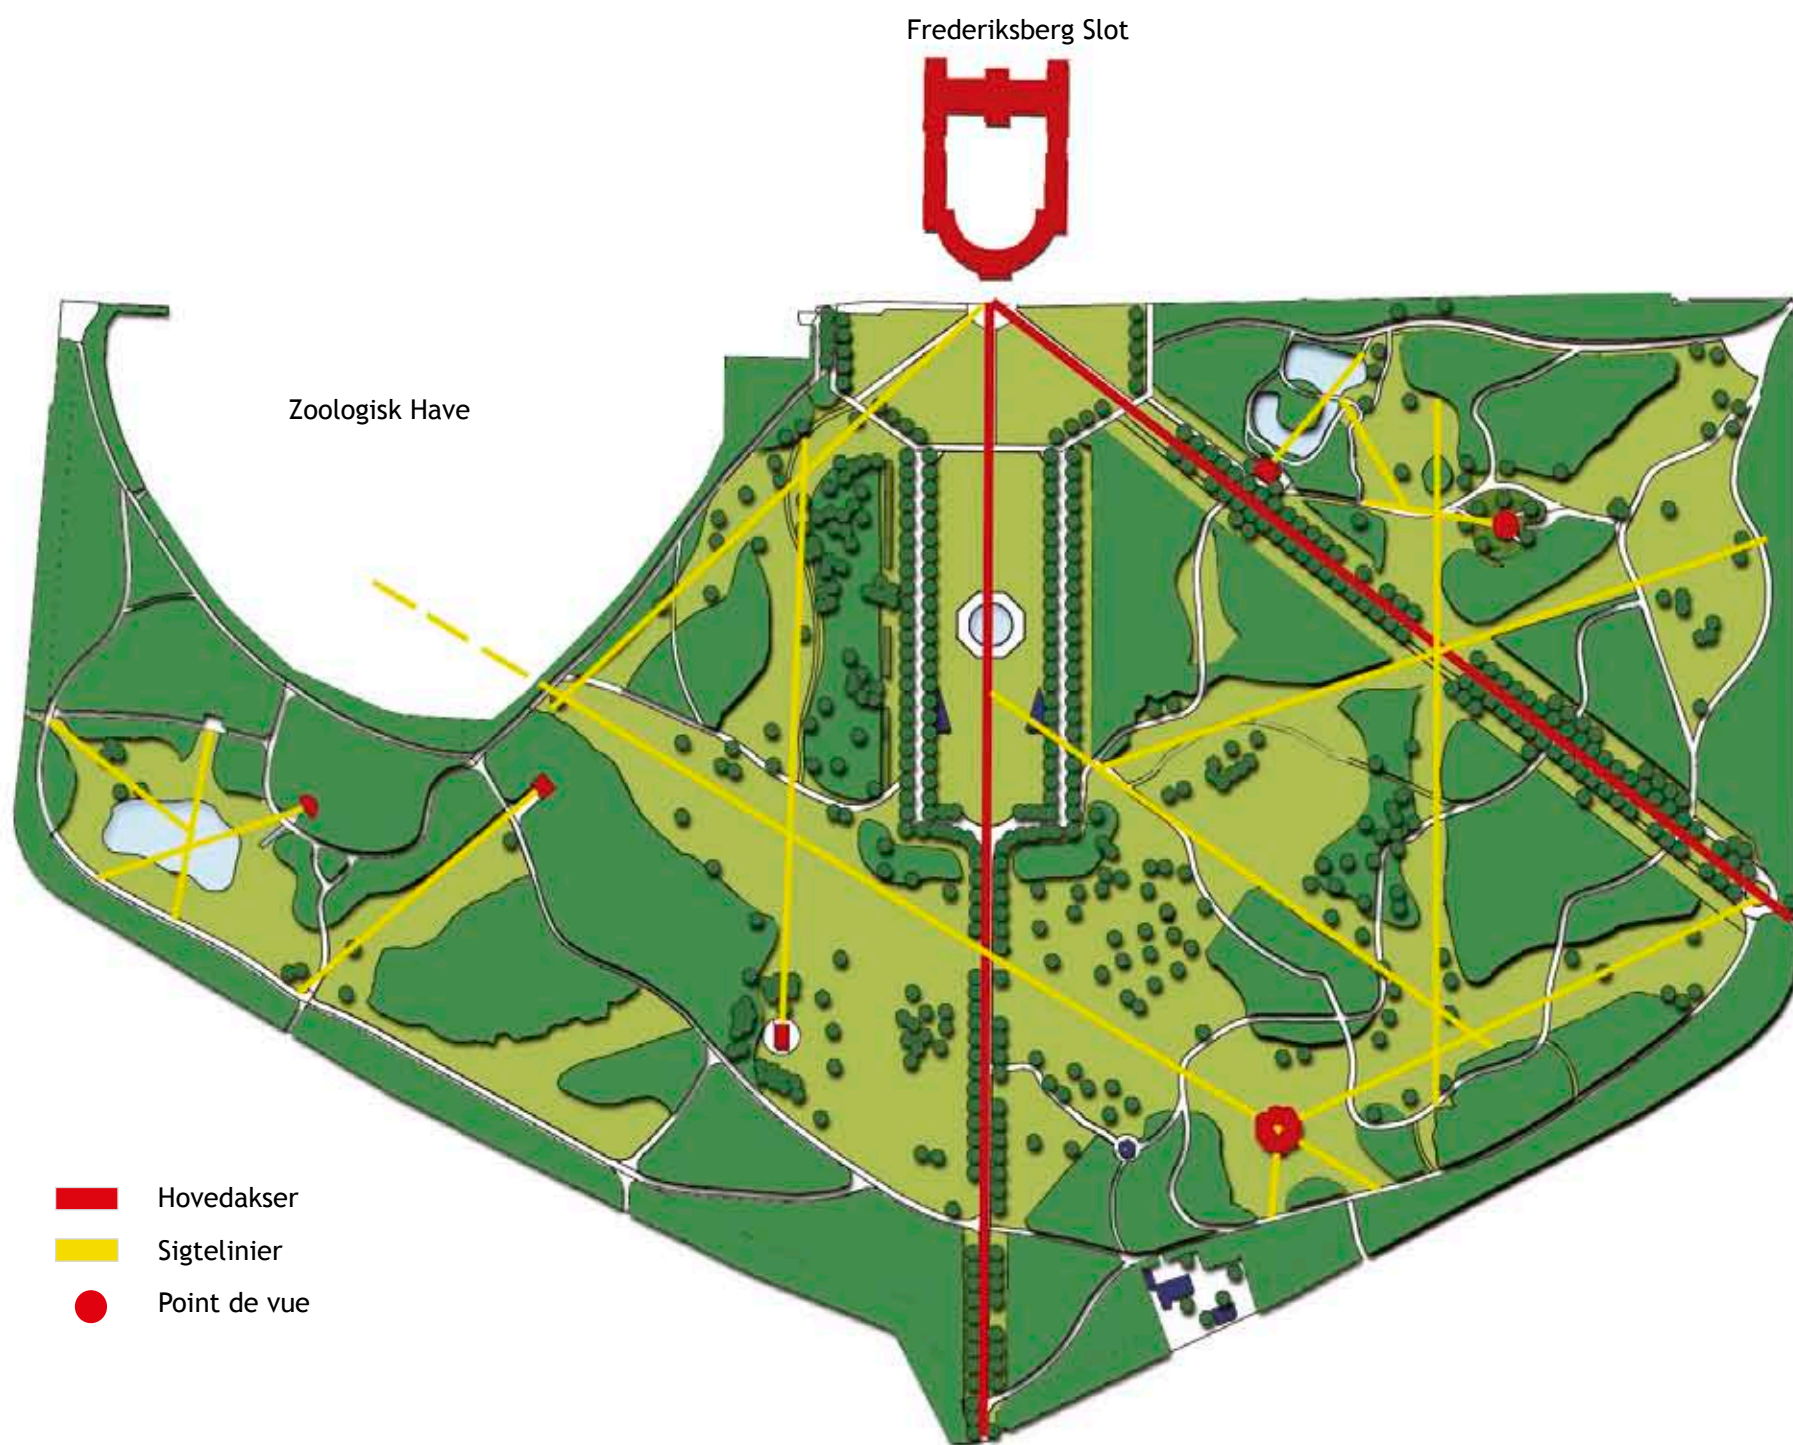 Frederiksberg Slot
Zoologisk Have
Hovedakser
Sigtelinier
Point de vue